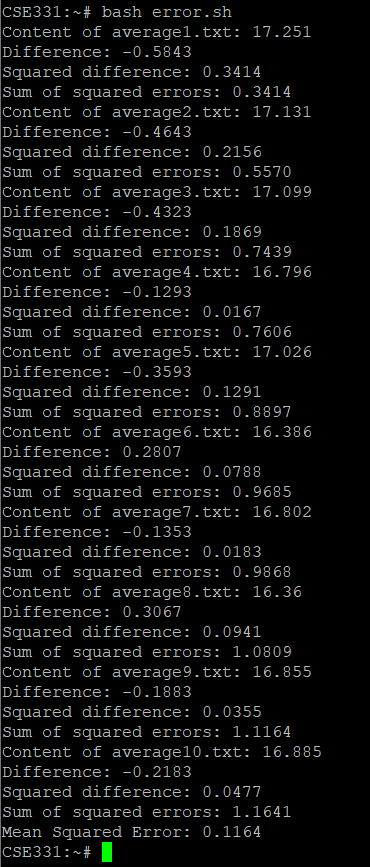 CSE331:~# bash error.sh
Content of average1.txt: 17.251
Difference: -0.5843
Squared difference: 0.3414
Sum of squared errors: 0.3414
Content of average2.txt: 17.131
Difference: -0.4643
Squared difference: 0.2156
Sum of squared errors: 0.5570
Content of average3.txt: 17.099
Difference: -0.4323
Squared difference: 0.1869
Sum of squared errors: 0.7439
Content of average4.txt: 16.796
Difference: -0.1293
Squared difference: 0.0167
Sum of squared errors: 0.7606
Content of average5.txt: 17.026
Difference: -0.3593
Squared difference: 0.1291
Sum of squared errors: 0.8897
Content of average6.txt: 16.386
Difference: 0.2807
Squared difference: 0.0788
Sum of squared errors: 0.9685
Content of average7.txt: 16.802
Difference: -0.1353
Squared difference: 0.0183
Sum of squared errors: 0.9868
Content of average8.txt: 16.36
Difference: 0.3067
Squared difference: 0.0941
Sum of squared errors: 1.0809
Content of average9.txt: 16.855
Difference: -0.1883
Squared difference: 0.0355
Sum of squared errors: 1.1164
Content of average10.txt: 16.885
Difference: -0.2183
Squared difference: 0.0477
Sum of squared errors: 1.1641
Mean Squared Error: 0.1164
CSE331:~#